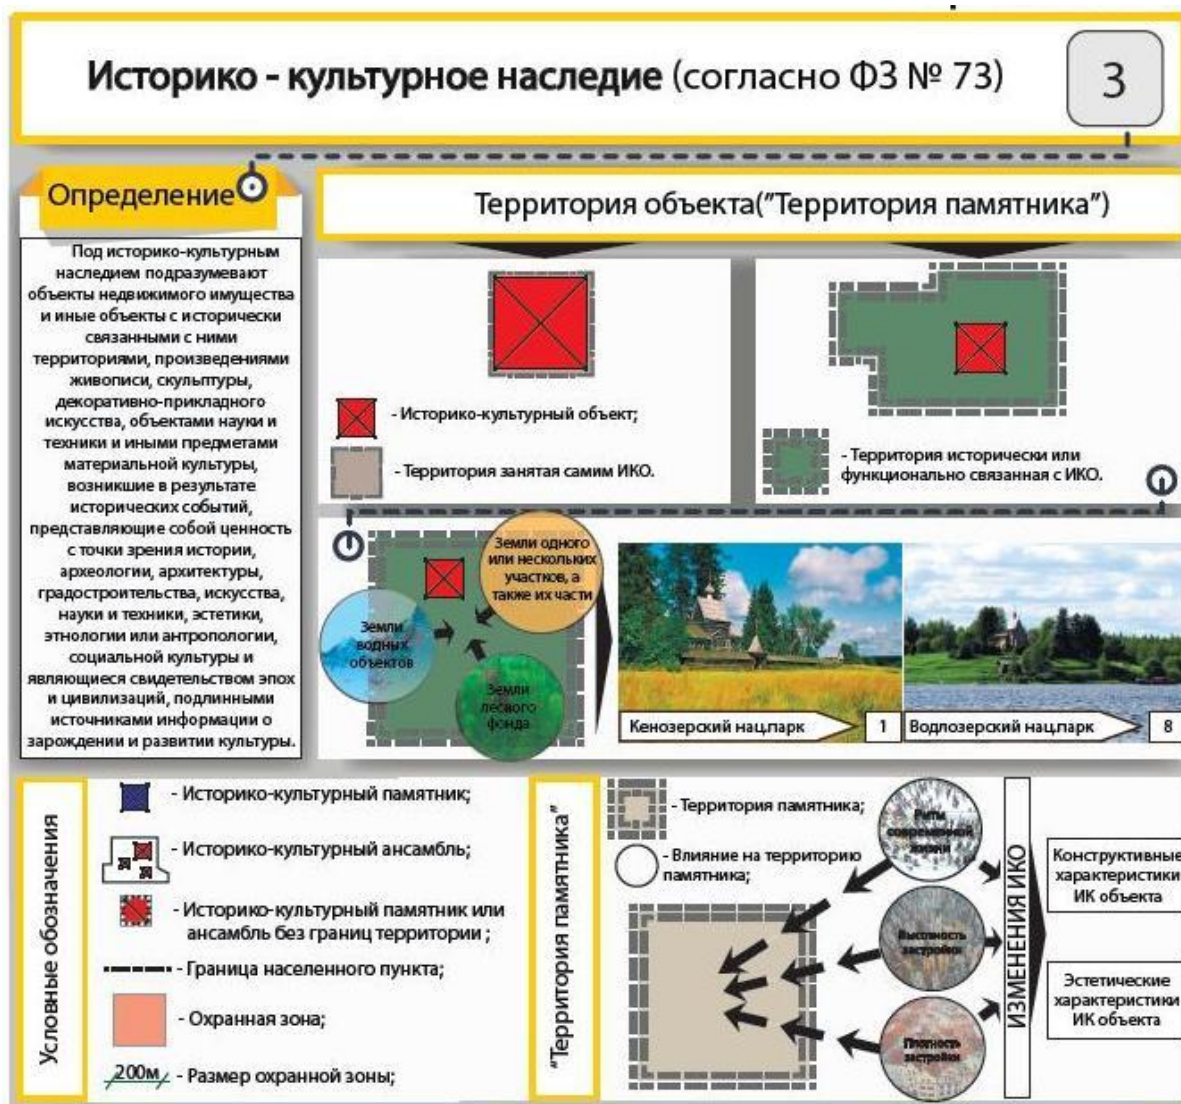 Историко - культурное наследие (согласно ФЗ № 73)
3
Определение
Под историко-культурным
наследием подразумевают
объекты недвижимого имущества
и иные объекты с исторически
связанными с ними
территориями, произведениями
живописи, скульптуры,
декоративно-прикладного
искусства, объектами науки и
техники и иными предметами
материальной культуры,
возникшие в результате
исторических событий,
представляющие собой ценность
с точки зрения истории,
археологии, архитектуры,
градостроительства, искусства,
науки и техники, эстетики,
этнологии или антропологии,
социальной культуры и
являющиеся свидетельством эпох
и цивилизаций, подлинными
источниками информации о
зарождении и развитии культуры.
Территория объекта("Территория памятника")
- Историко-культурный объект;
- Территория занятая самим ИКО.
- Территория исторически или
функционально связанная с ИКО.
Земли одного
или нескольких
участков, а
также их части
Земли
водных
объектов
Земли
лесного
фонда
Кенозерский нац.парк
1
Водлозерский нац.парк
8
Условные обозначения
- Историко-культурный памятник;
- Историко-культурный ансамбль;
- Историко-культурный памятник или
ансамбль без границ территории ;
- Граница населенного пункта;
- Охранная зона;
200м
- Размер охранной зоны;
"Территория памятника"
- Территория памятника;
- Влияние на территорию
памятника;
Ритм
современной
жизни
Высотность
застройки
Плотность
застройки
ИЗМЕНЕНИЯ ИКО
Конструктивные
характеристики
ИК объекта
Эстетические
характеристики
ИК объекта